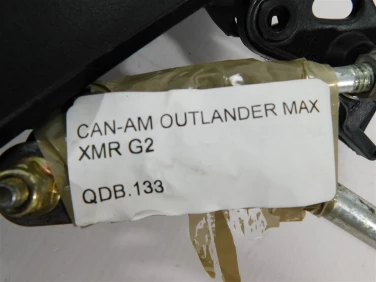 CAN-AM OUTLANDER MAX
XMR G2
QDB.133